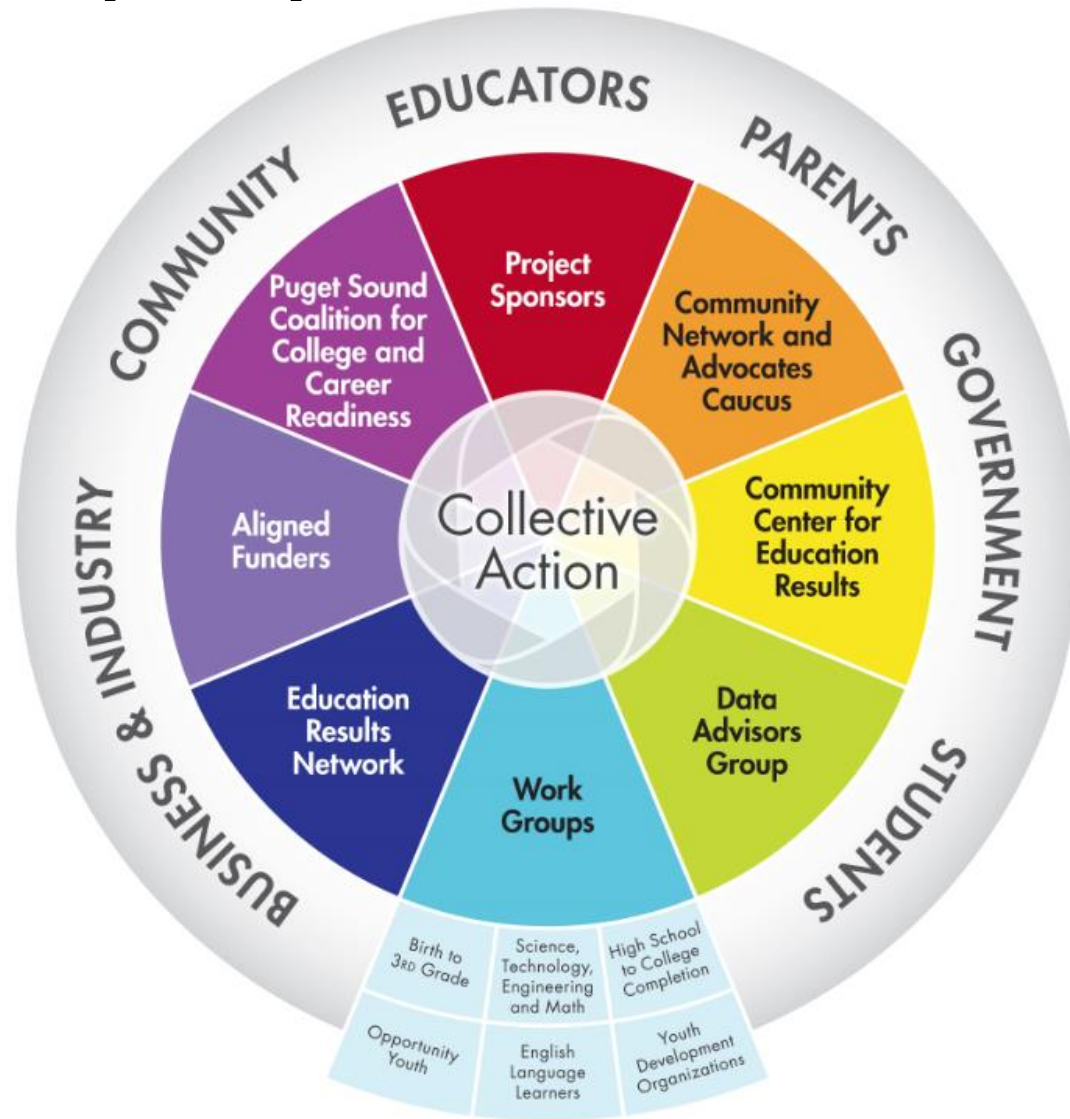 EDUCATORS
PARENTS
GOVERNMENT
STUDENTS
BUSINESS & INDUSTRY
COMMUNITY
Project
Sponsors
Community
Network and
Advocates
Caucus
Community
Center for
Education
Results
Data
Advisors
Group
Work
Groups
Education
Results
Network
Aligned
Funders
Puget Sound
Coalition for
College and
Career
Readiness
Collective
Action
Birth to
3RD Grade
Science,
Technology,
Engineering
and Math
High School
to College
Completion
Opportunity
Youth
English
Language
Learners
Youth
Development
Organizations